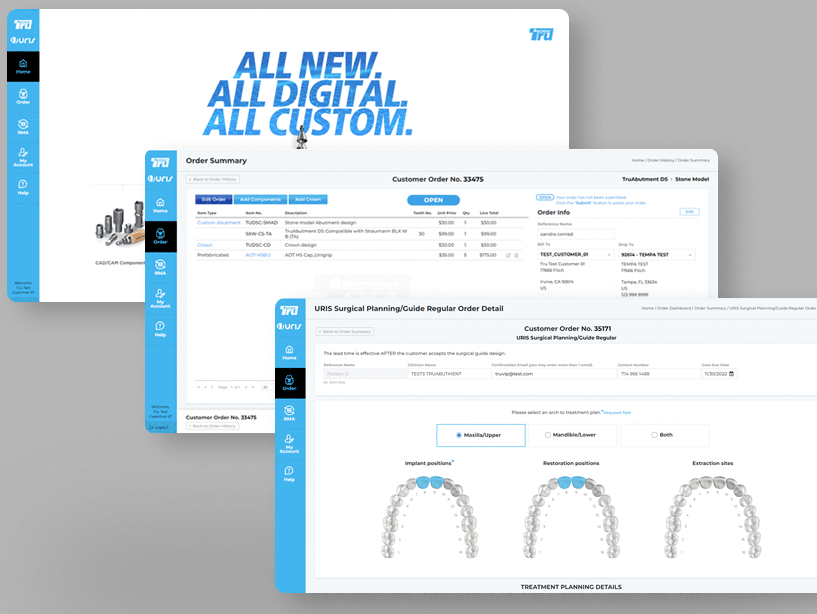 Tru
URIS
Tru
ALL NEW.
ALL DIGITAL.
ALL CUSTOM.
Home
Order
RMA
My
Account
Help
CAD/CAM Component
Welcome,
Tru Test
Customer 01
Tru
URIS
Order Summary
Home / Order History / Order Summary
< Back to Order History
Customer Order No. 33475
TruAbutment DS > Stone Model
Home
Order
RMA
My
Account
Help
Edit Order
Add Components
Add Crown
OPEN
Item Type Item No. Description Tooth No. Unit Price Qty Line Total
Custom Abutment TUDSC-SMAD Stone model Abutment design $30.00 1 $30.00
SXW-CS-TA TruAbutment DS Compatible with Straumann BLX W
B (TA) 30 $99.00 1 $99.00
Crown TUDSC-CD Crown design $30.00 1 $30.00
Prefabricated AOT-HSBU AOT HS Cap_Unigrip $35.00 5 $175.00
OPEN Your order has not been submitted.
Click the "Submit" button to place your order.
Order Info
Edit
Reference Name
sandra conrad
Bill To
Ship To
TEST_CUSTOMER_01
92614 - TEMPA TEST
Tru Test Customer 01
17666 Fitch
Irvine, CA 92614
US
TEMPA TEST
17666 Fitch
Tampa, FL 33634
US
123 999 9999
Page 1 of 1
Welcome,
Tru Test
Customer 01
Logout
Customer Order No. 33475
< Back to Order History
Tru
URIS
URIS Surgical Planning/Guide Regular Order Detail
Home / Order Dashboard / Order Summary / URIS Surgical Planning/Guide Regular Order
< Back to Order Summary
Customer Order No. 35171
URIS Surgical Planning/Guide Regular
Home
Order
RMA
My
Account
Help
The lead time is effective AFTER the customer accepts the surgical guide design.
Reference Name
Clinician Name
Confirmation Email (you may enter more than 1 email)
Contact Number
Case Due Date
Patient ID
TEST3 TRUABUTMENT
truvip@test.com
714 956 1488
11/30/2022
Please select an arch to treatment plan.*Required field
Maxilla/Upper
Mandible/Lower
Both
Implant positions*
Restoration positions
Extraction sites
TREATMENT PLANNING DETAILS